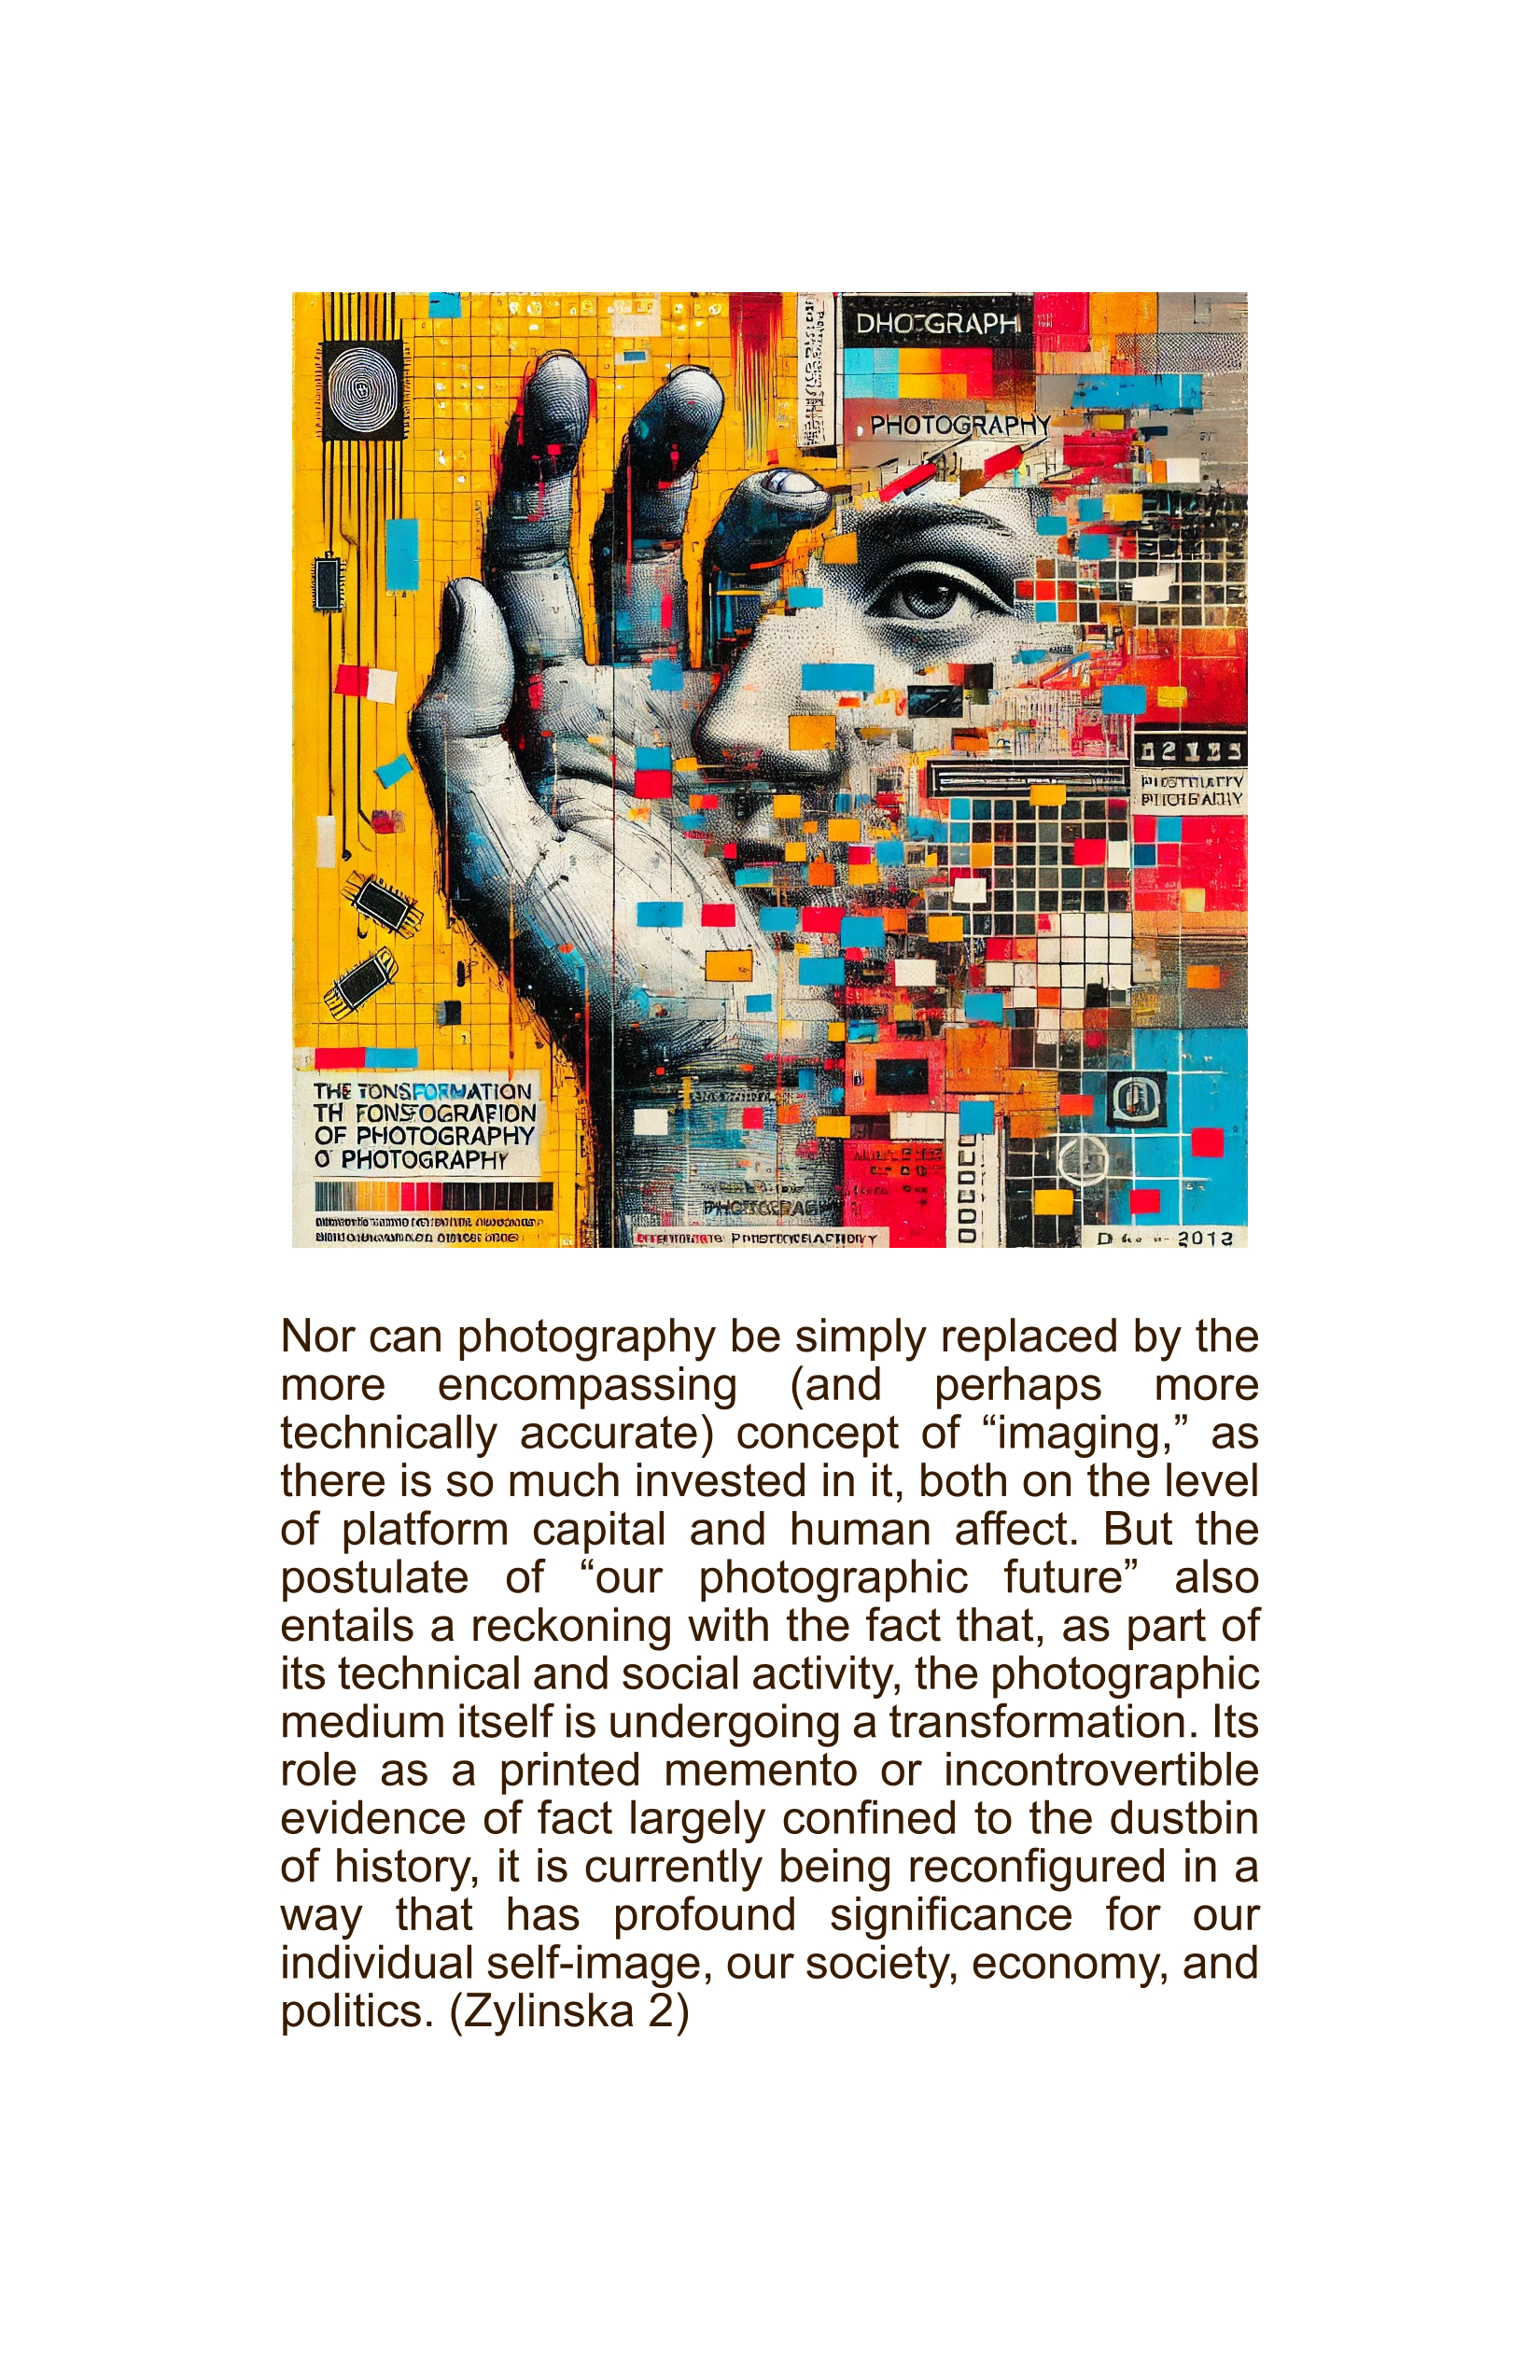 DHOTGRAPH
PHOTOGRAPHY
THE TONSFORMATION
TH FONSFOGRAFION
OF PHOTOGRAPHY
O PHOTOGRAPHY
2012
Nor can photography be simply replaced by the
more encompassing (and perhaps more
technically accurate) concept of “imaging,” as
there is so much invested in it, both on the level
of platform capital and human affect. But the
postulate of “our photographic future” also
entails a reckoning with the fact that, as part of
its technical and social activity, the photographic
medium itself is undergoing a transformation. Its
role as a printed memento or incontrovertible
evidence of fact largely confined to the dustbin
of history, it is currently being reconfigured in a
way that has profound significance for our
individual self-image, our society, economy, and
politics. (Zylinska 2)